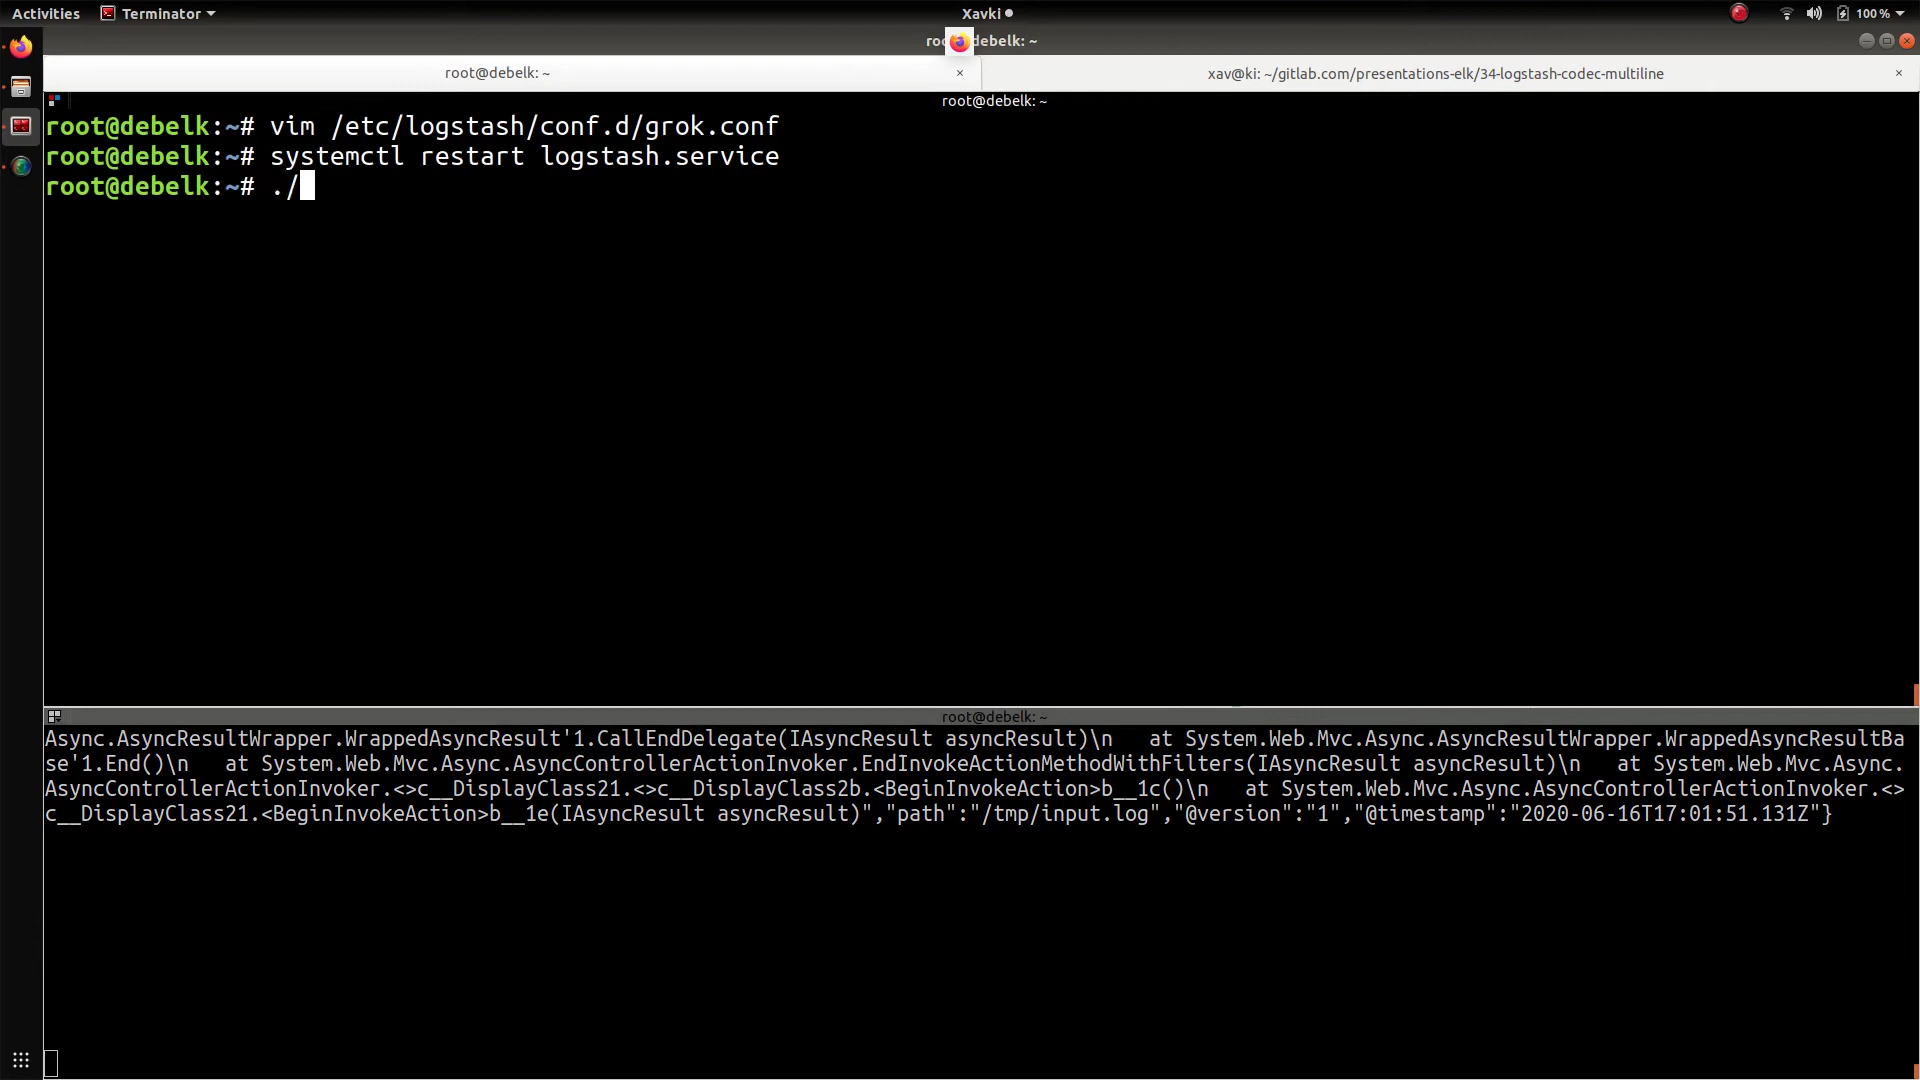 Activities Terminator Xavki 100 %
debelk: ~
root@debelk: ~ × xav@ki: ~/gitlab.com/presentations-elk/34-logstash-codec-multiline ×
root@debelk: ~
root@debelk:~# vim /etc/logstash/conf.d/grok.conf
root@debelk:~# systemctl restart logstash.service
root@debelk:~# ./
root@debelk: ~
Async.AsyncResultWrapper.WrappedAsyncResult'1.CallEndDelegate(IAsyncResult asyncResult)\n   at System.Web.Mvc.Async.AsyncResultWrapper.WrappedAsyncResultBa
se'1.End()\n   at System.Web.Mvc.Async.AsyncControllerActionInvoker.EndInvokeActionMethodWithFilters(IAsyncResult asyncResult)\n   at System.Web.Mvc.Async.
AsyncControllerActionInvoker.<>c__DisplayClass21.<>c__DisplayClass2b.<BeginInvokeAction>b__1c()\n   at System.Web.Mvc.Async.AsyncControllerActionInvoker.<>
c__DisplayClass21.<BeginInvokeAction>b__1e(IAsyncResult asyncResult)","path":"/tmp/input.log","@version":"1","@timestamp":"2020-06-16T17:01:51.131Z"}